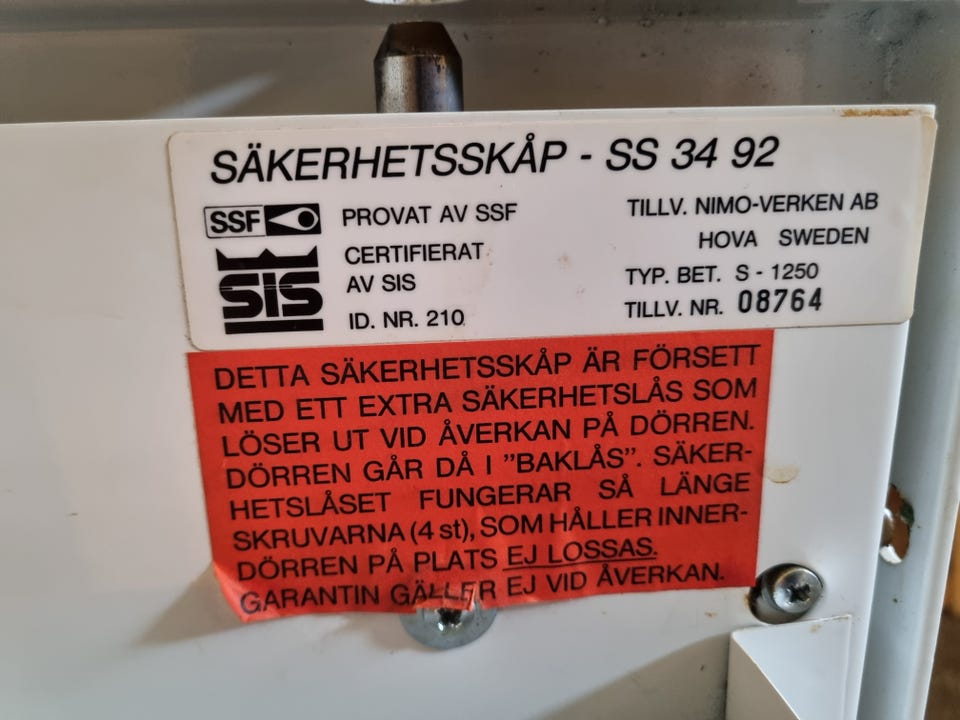 SÄKERHETSSKÅP - SS 34 92
SSF
PROVAT AV SSF
SIS
CERTIFIERAT
AV SIS
ID. NR. 210
TILLV. NIMO-VERKEN AB
HOVA SWEDEN
TYP. BET. S - 1250
TILLV. NR. 08764
DETTA SÄKERHETSSKÅP ÄR FÖRSETT
MED ETT EXTRA SÄKERHETSLÅS SOM
LÖSER UT VID ÅVERKAN PÅ DÖRREN.
DÖRREN GÅR DÅ I "BAKLÅS". SÄKER-
HETSLÅSET FUNGERAR SÅ LÄNGE
SKRUVARNA (4 st), SOM HÅLLER INNER-
DÖRREN PÅ PLATS EJ LOSSAS.
GARANTIN GÄLLER EJ VID ÅVERKAN.